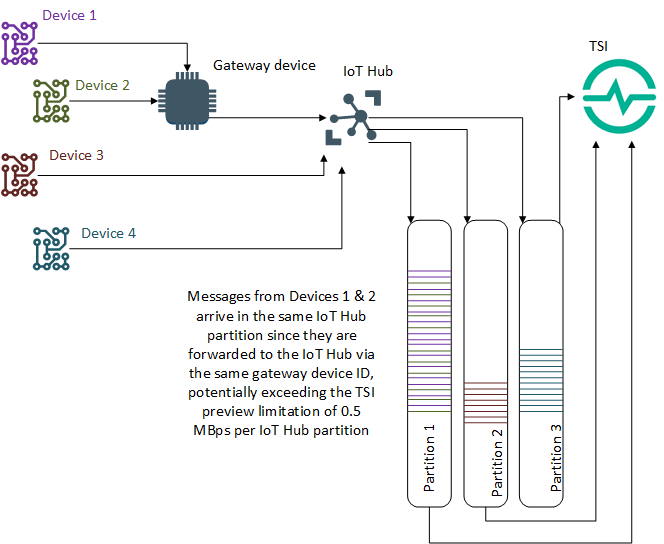 Device 1
TSI
Gateway device
IoT Hub
Device 2
Device 3
Device 4
Messages from Devices 1 & 2
arrive in the same IoT Hub
partition since they are
forwarded to the IoT Hub via
the same gateway device ID,
potentially exceeding the TSI
preview limitation of 0.5
MBps per IoT Hub partition
Partition 1
Partition 2
Partition 3